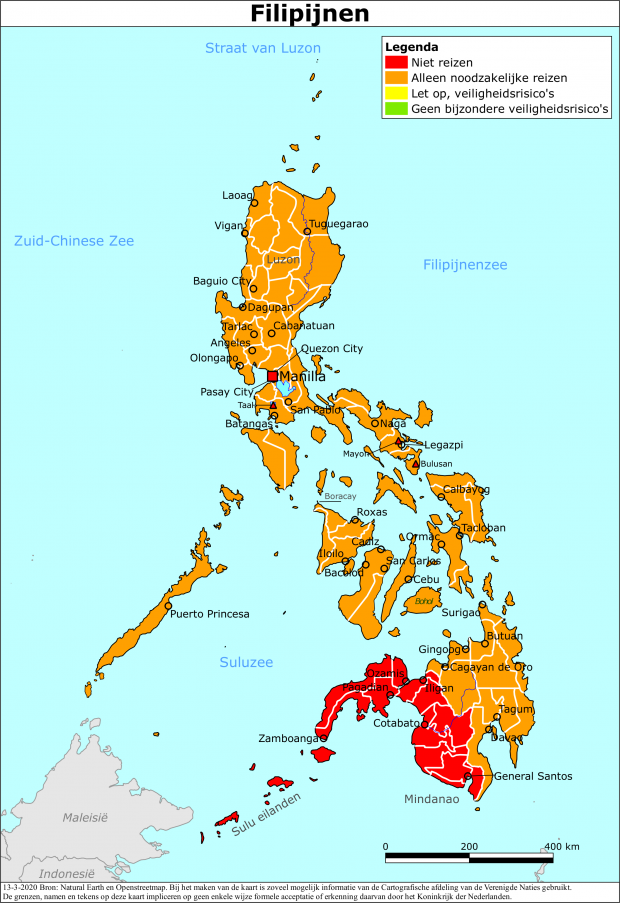 Filipijnen
Straat van Luzon
Legenda
Niet reizen
Alleen noodzakelijke reizen
Let op, veiligheidsrisico's
Geen bijzondere veiligheidsrisico's
Laoag
Vigan
Tuguegarao
Zuid-Chinese Zee
Luzon
Filipijnenzee
Baguio City
Dagupan
Tarlac
Cabanatuan
Angeles
Quezon City
Olongapo
Manilla
Pasay City
Taal
San Pablo
Batangas
Naga
Mayon
Legazpi
Bulusan
Calbayog
Boracay
Roxas
Tacloban
Ormac
Cadiz
Iloilo
San Carlos
Bacolod
Cebu
Bohol
Puerto Princesa
Surigao
Butuan
Gingoog
Suluzee
Cagayan de Oro
Ozamis
Iligan
Pagadian
Tagum
Cotabato
Davao
Zamboanga
General Santos
Mindanao
Sulu eilanden
Maleisië
0 200 400 km
Indonesië
13-3-2020 Bron: Natural Earth en Openstreetmap. Bij het maken van de kaart is zoveel mogelijk informatie van de Cartografische afdeling van de Verenigde Naties gebruikt.
De grenzen, namen en tekens op deze kaart impliceren op geen enkele wijze formele acceptatie of erkenning daarvan door het Koninkrijk der Nederlanden.